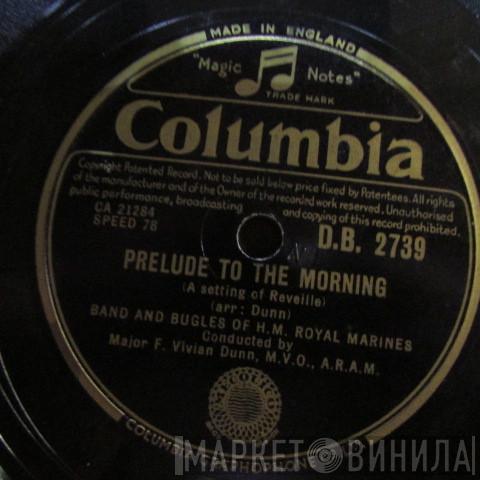 MADE IN ENGLAND
"Magic Notes"
TRADE MARK
Columbia
Copyright Patented Record. Not to be sold below price fixed by Patentees. All rights
of the manufacturer and of the Owner of the recorded work reserved. Unauthorised
public performance, broadcasting and copying of this record prohibited.
CA 21284
SPEED 78
D.B. 2739
PRELUDE TO THE MORNING
(A setting of Reveille)
(arr: Dunn)
BAND AND BUGLES OF H.M. ROYAL MARINES
Conducted by
Major F. Vivian Dunn, M.V.O., A.R.A.M.
COLUMBIA GRAPHOPHONE
МАРКЕТ ВИНИЛА